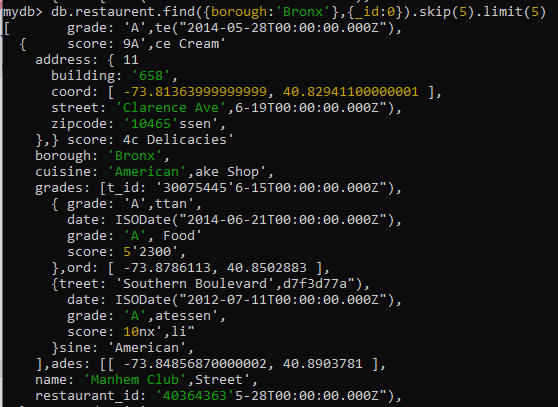 mydb> db.restaurent.find({borough:'Bronx'},{_id:0}).skip(5).limit(5)
[       grade: 'A',te("2014-05-28T00:00:00.000Z"),
  {     score: 9A',ce Cream'
    address: { 11
      building: '658',
      coord: [ -73.81363999999999, 40.82941100000001 ],
      street: 'Clarence Ave',6-19T00:00:00.000Z"),
      zipcode: '10465'ssen',
    },} score: 4c Delicacies'
    borough: 'Bronx',
    cuisine: 'American',ake Shop',
    grades: [t_id: '30075445'6-15T00:00:00.000Z"),
      { grade: 'A',ttan',
        date: ISODate("2014-06-21T00:00:00.000Z"),
        grade: 'A', Food'
        score: 5'2300',
      },ord: [ -73.8786113, 40.8502883 ],
      {treet: 'Southern Boulevard',d7f3d77a"),
        date: ISODate("2012-07-11T00:00:00.000Z"),
        grade: 'A',atessen',
        score: 10nx',li"
      }sine: 'American',
    ],ades: [[ -73.84856870000002, 40.8903781 ],
    name: 'Manhem Club',Street',
    restaurant_id: '40364363'5-28T00:00:00.000Z"),